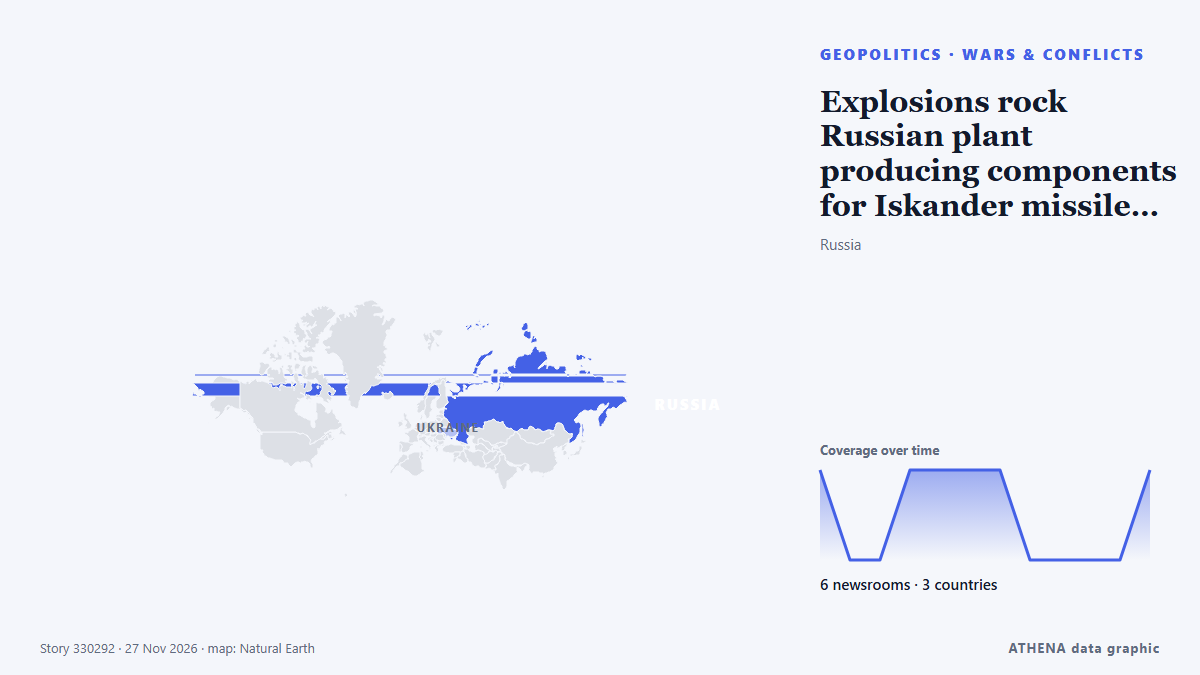 GEOPOLITICS · WARS & CONFLICTS
Explosions rock
Russian plant
producing components
for Iskander missile...
Russia
RUSSIA
UKRAINE
Coverage over time
6 newsrooms · 3 countries
Story 330292 · 27 Nov 2026 · map: Natural Earth
ATHENA data graphic